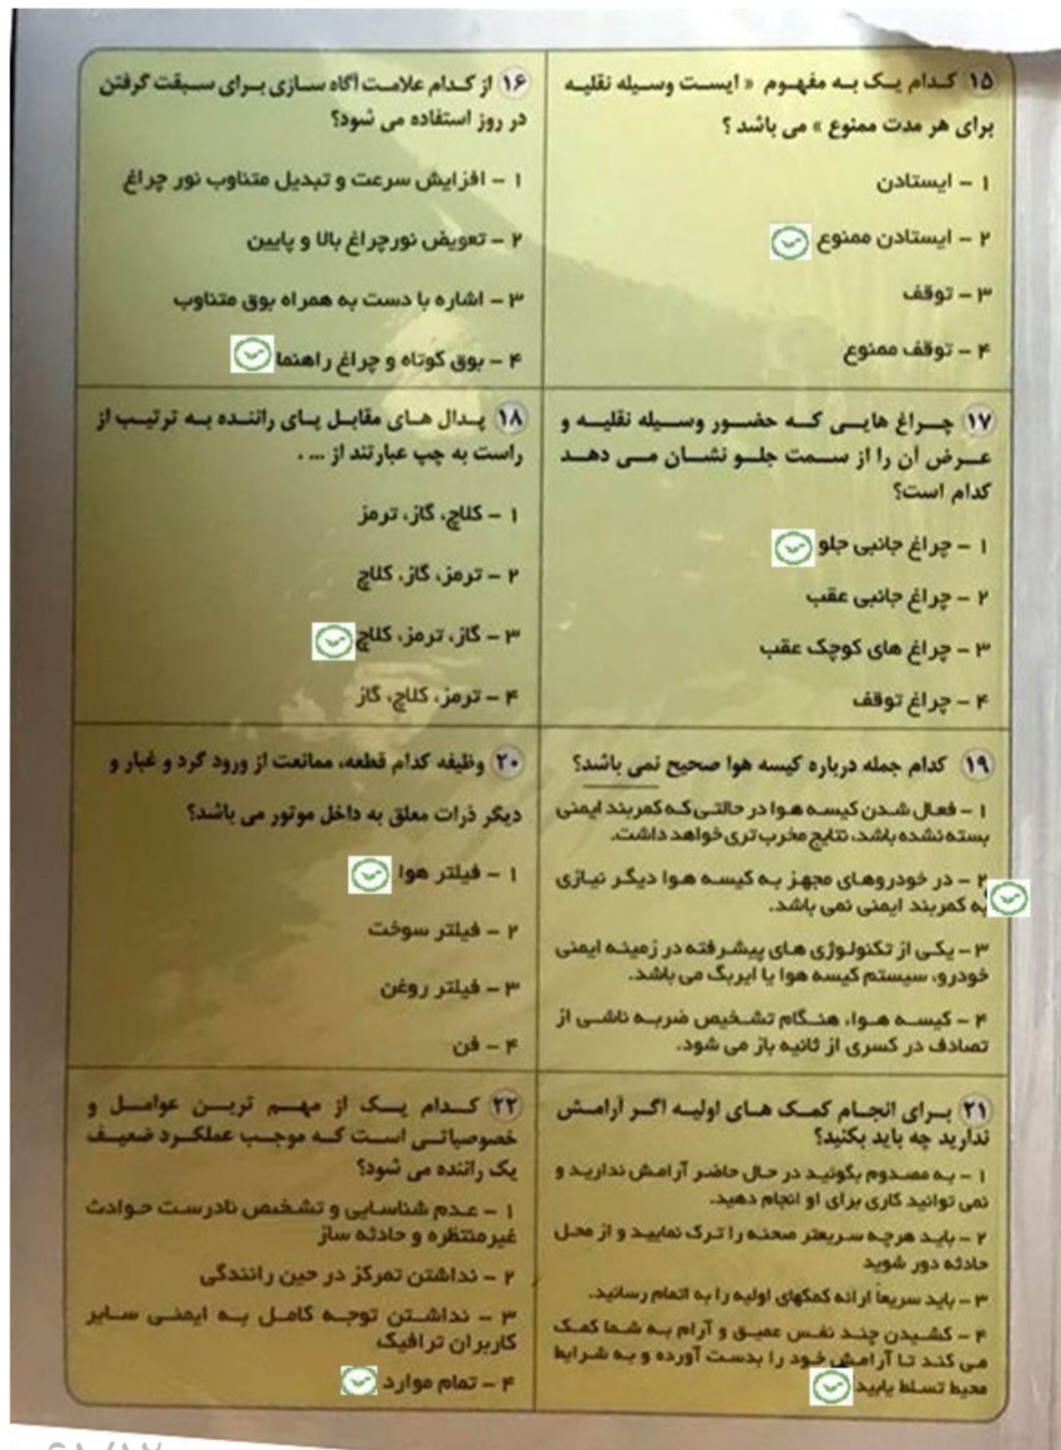 ۱۵ کدام یک به مفهوم « ایست وسیله نقلیه
برای هر مدت ممنوع » می باشد ؟
۱ - ایستادن
۲ - ایستادن ممنوع
۳ - توقف
۴ - توقف ممنوع
۱۶ از کدام علامت آگاه سازی برای سبقت گرفتن
در روز استفاده می شود؟
۱ - افزایش سرعت و تبدیل متناوب نور چراغ
۲ - تعویض نورچراغ بالا و پایین
۳ - اشاره با دست به همراه بوق متناوب
۴ - بوق کوتاه و چراغ راهنما
۱۷ چراغ هایی که حضور وسیله نقلیه و
عرض آن را از سمت جلو نشان می دهد
کدام است؟
۱ - چراغ جانبی جلو
۲ - چراغ جانبی عقب
۳ - چراغ های کوچک عقب
۴ - چراغ توقف
۱۸ پدال های مقابل پای راننده به ترتیب از
راست به چپ عبارتند از ... .
۱ - کلاچ، گاز، ترمز
۲ - ترمز، گاز، کلاچ
۳ - گاز، ترمز، کلاچ
۴ - ترمز، کلاچ، گاز
۱۹ کدام جمله درباره کیسه هوا صحیح نمی باشد؟
۱ - فعال شدن کیسه هوا در حالتی که کمربند ایمنی
بسته نشده باشد، نتایج مخرب تری خواهد داشت.
۲ - در خودروهای مجهز به کیسه هوا دیگر نیازی
به کمربند ایمنی نمی باشد.
۳ - یکی از تکنولوژی های پیشرفته در زمینه ایمنی
خودرو، سیستم کیسه هوا یا ایربگ می باشد.
۴ - کیسه هوا، هنگام تشخیص ضربه ناشی از
تصادف در کسری از ثانیه باز می شود.
۲۰ وظیفه کدام قطعه، ممانعت از ورود گرد و غبار و
دیگر ذرات معلق به داخل موتور می باشد؟
۱ - فیلتر هوا
۲ - فیلتر سوخت
۳ - فیلتر روغن
۴ - فن
۲۱ برای انجام کمک های اولیه اگر آرامش
ندارید چه باید بکنید؟
۱ - به مصدوم بگوئید در حال حاضر آرامش ندارید و
نمی توانید کاری برای او انجام دهید.
۲ - باید هرچه سریعتر صحنه را ترک نمایید و از محل
حادثه دور شوید
۳ - باید سریعاً ارائه کمکهای اولیه را به اتمام رسانید.
۴ - کشیدن چند نفس عمیق و آرام به شما کمک
می کند تا آرامش خود را بدست آورده و به شرایط
محیط تسلط یابید
۲۲ کدام یک از مهم ترین عوامل و
خصوصیاتی است که موجب عملکرد ضعیف
یک راننده می شود؟
۱ - عدم شناسایی و تشخیص نادرست حوادث
غیرمنتظره و حادثه ساز
۲ - نداشتن تمرکز در حین رانندگی
۳ - نداشتن توجه کامل به ایمنی سایر
کاربران ترافیک
۴ - تمام موارد